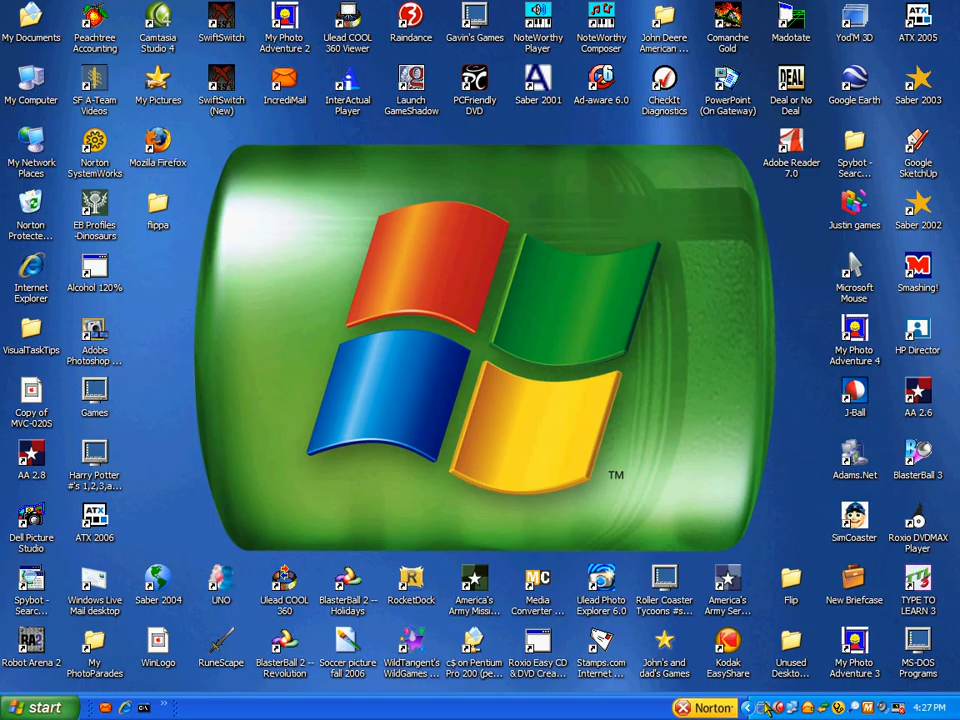 My Documents
Peachtree
Accounting
Camtasia
Studio 4
SwiftSwitch
My Photo
Adventure 2
Ulead COOL
360 Viewer
Raindance
Gavin's Games
NoteWorthy
Player
NoteWorthy
Composer
John Deere
American ...
Comanche
Gold
Madotate
Yod'M 3D
ATX 2005
My Computer
SF A-Team
Videos
My Pictures
SwiftSwitch
(New)
IncrediMail
InterActual
Player
Launch
GameShadow
PCFriendly
DVD
Saber 2001
Ad-aware 6.0
CheckIt
Diagnostics
PowerPoint
(On Gateway)
Deal or No
Deal
Google Earth
Saber 2003
My Network
Places
Norton
SystemWorks
Mozilla Firefox
Adobe Reader
7.0
Spybot -
Searc...
Google
SketchUp
Norton
Protecte...
EB Profiles
-Dinosaurs
flippa
Justin games
Saber 2002
Internet
Explorer
Alcohol 120%
Microsoft
Mouse
Smashing!
VisualTaskTips
Adobe
Photoshop ...
My Photo
Adventure 4
HP Director
Copy of
MVC-020S
Games
J-Ball
AA 2.6
AA 2.8
Harry Potter
#'s 1,2,3,a...
TM
Adams.Net
BlasterBall 3
Dell Picture
Studio
ATX 2006
SimCoaster
Roxio DVDMAX
Player
Spybot -
Searc...
Windows Live
Mail desktop
Saber 2004
UNO
Ulead COOL
360
BlasterBall 2 --
Holidays
RocketDock
America's
Army Missi...
Media
Converter ...
Ulead Photo
Explorer 6.0
Roller Coaster
Tycoons #s...
America's
Army Ser...
Flip
New Briefcase
TYPE TO
LEARN 3
Robot Arena 2
My
PhotoParades
WinLogo
RuneScape
BlasterBall 2 --
Revolution
Soccer picture
fall 2006
WildTangent's
WildGames ...
c$ on Pentium
Pro 200 (pe...
Roxio Easy CD
& DVD Crea...
Stamps.com
Internet ...
John's and
dad's Games
Kodak
EasyShare
Unused
Deskto...
My Photo
Adventure 3
MS-DOS
Programs
start
Norton
4:27 PM